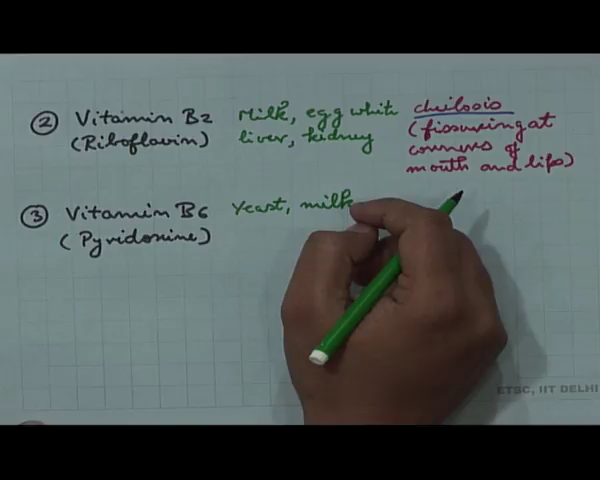 ② Vitamin B2 Milk, egg white cheilosis
(Riboflavin) liver, kidney (fissuring at
corners of
mouth and lips)
③ Vitamin B6 Yeast, milk
(Pyridoxine)
ETSC, IIT DELHI